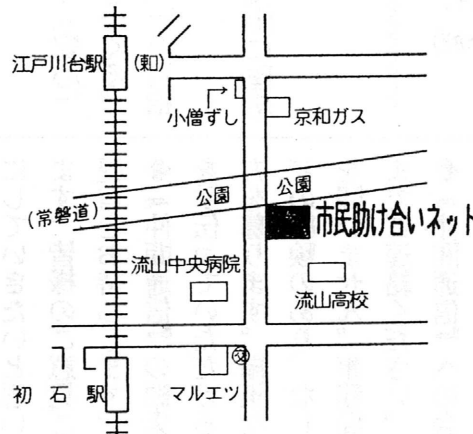 江戸川台駅
(東口)
小僧ずし
京和ガス
公園
公園
(常磐道)
市民助け合いネット
流山中央病院
流山高校
初石駅
マルエツ
交